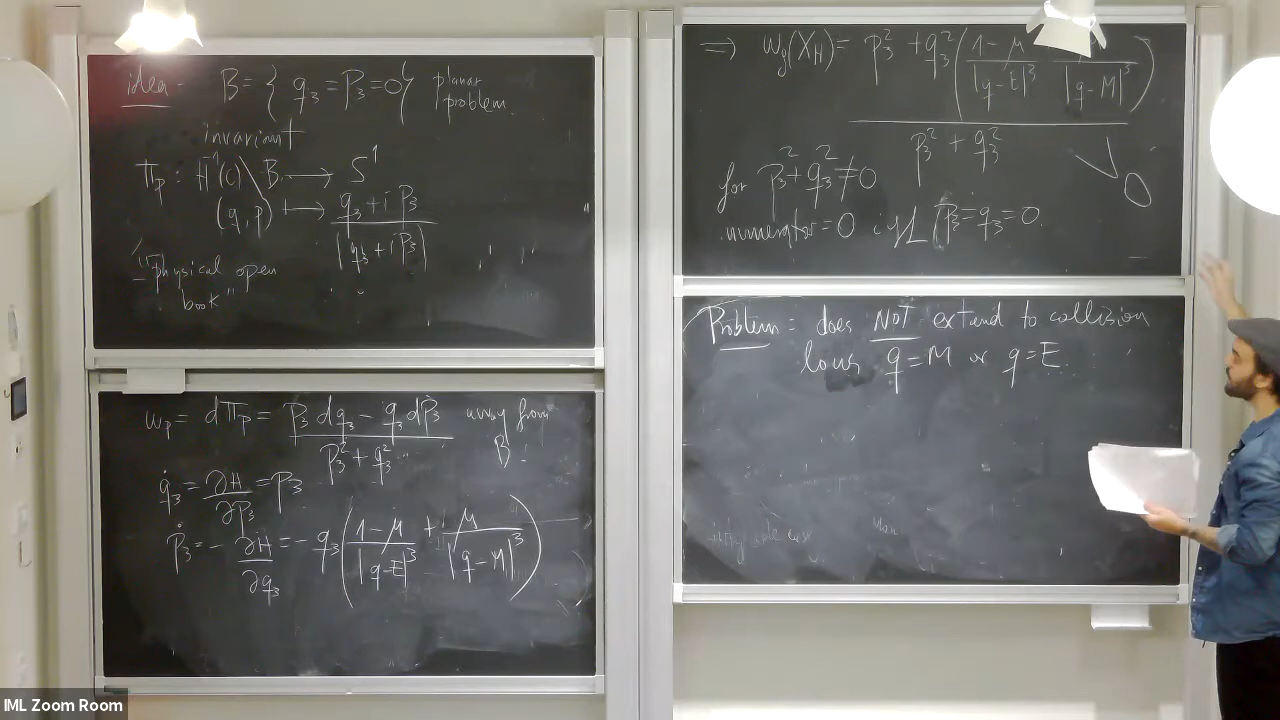 idea - B = { q₃ = P₃ = 0 } planar problem
invariant
π_p : H⁻¹(c) \ B → S¹
(q, p) ↦ (q₃ + i P₃) / |q₃ + i P₃|
"physical open
book"
ω_p = dπ_p = (P₃ dq₃ - q₃ dp₃) / (P₃² + q₃²) away from B.
q̇₃ = ∂H/∂P₃ = P₃
Ṗ₃ = - ∂H/∂q₃ = - q₃ ( (1-μ)/|q-E|³ + μ/|q-M|³ )
⇒ (X_H) = ( P₃² + q₃² ( (1-μ)/|q-E|³ /|q-M|³ ) ) / (P₃² + q₃²)
for P₃² + q₃² ≠ 0
> 0
numerator = 0 iff P₃ = q₃ = 0.
Problem: does NOT extend to collision
locus q = M or q = E.
IML Zoom Room